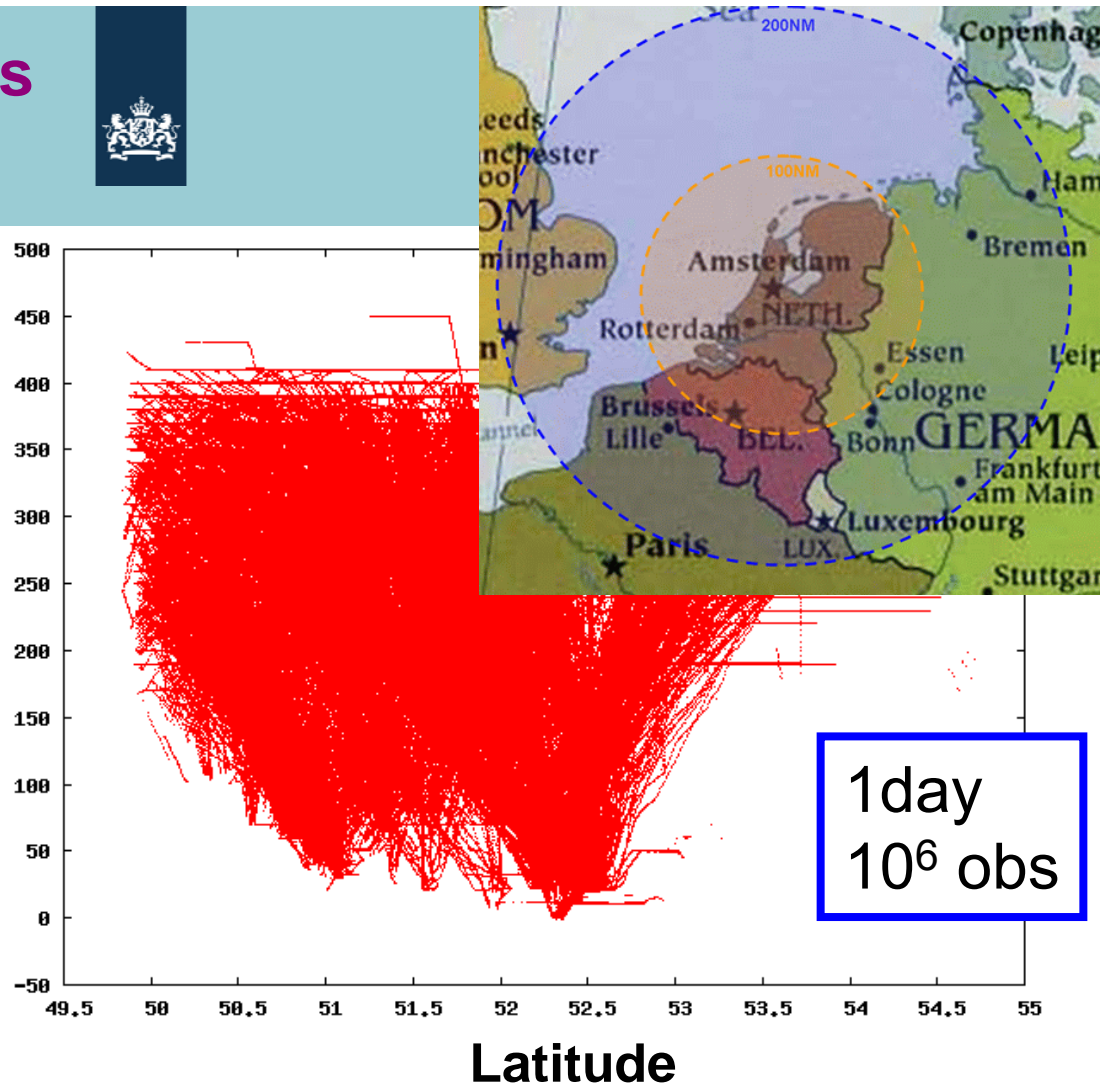 s
200NM
Sea
Copenhag
eeds
nchester
ool
100NM
Ham
OM
mingham
Bremen
Amsterdam
NETH.
Rotterdam
n
Essen
Leip
Cologne
Brussels
Lille
BEL.
Bonn
GERMA
annel
Frankfurt
am Main
Luxembourg
Paris
LUX.
Stuttgar
500
450
400
350
300
250
200
150
100
50
0
-50
1day
10⁶ obs
49.5 50 50.5 51 51.5 52 52.5 53 53.5 54 54.5 55
Latitude